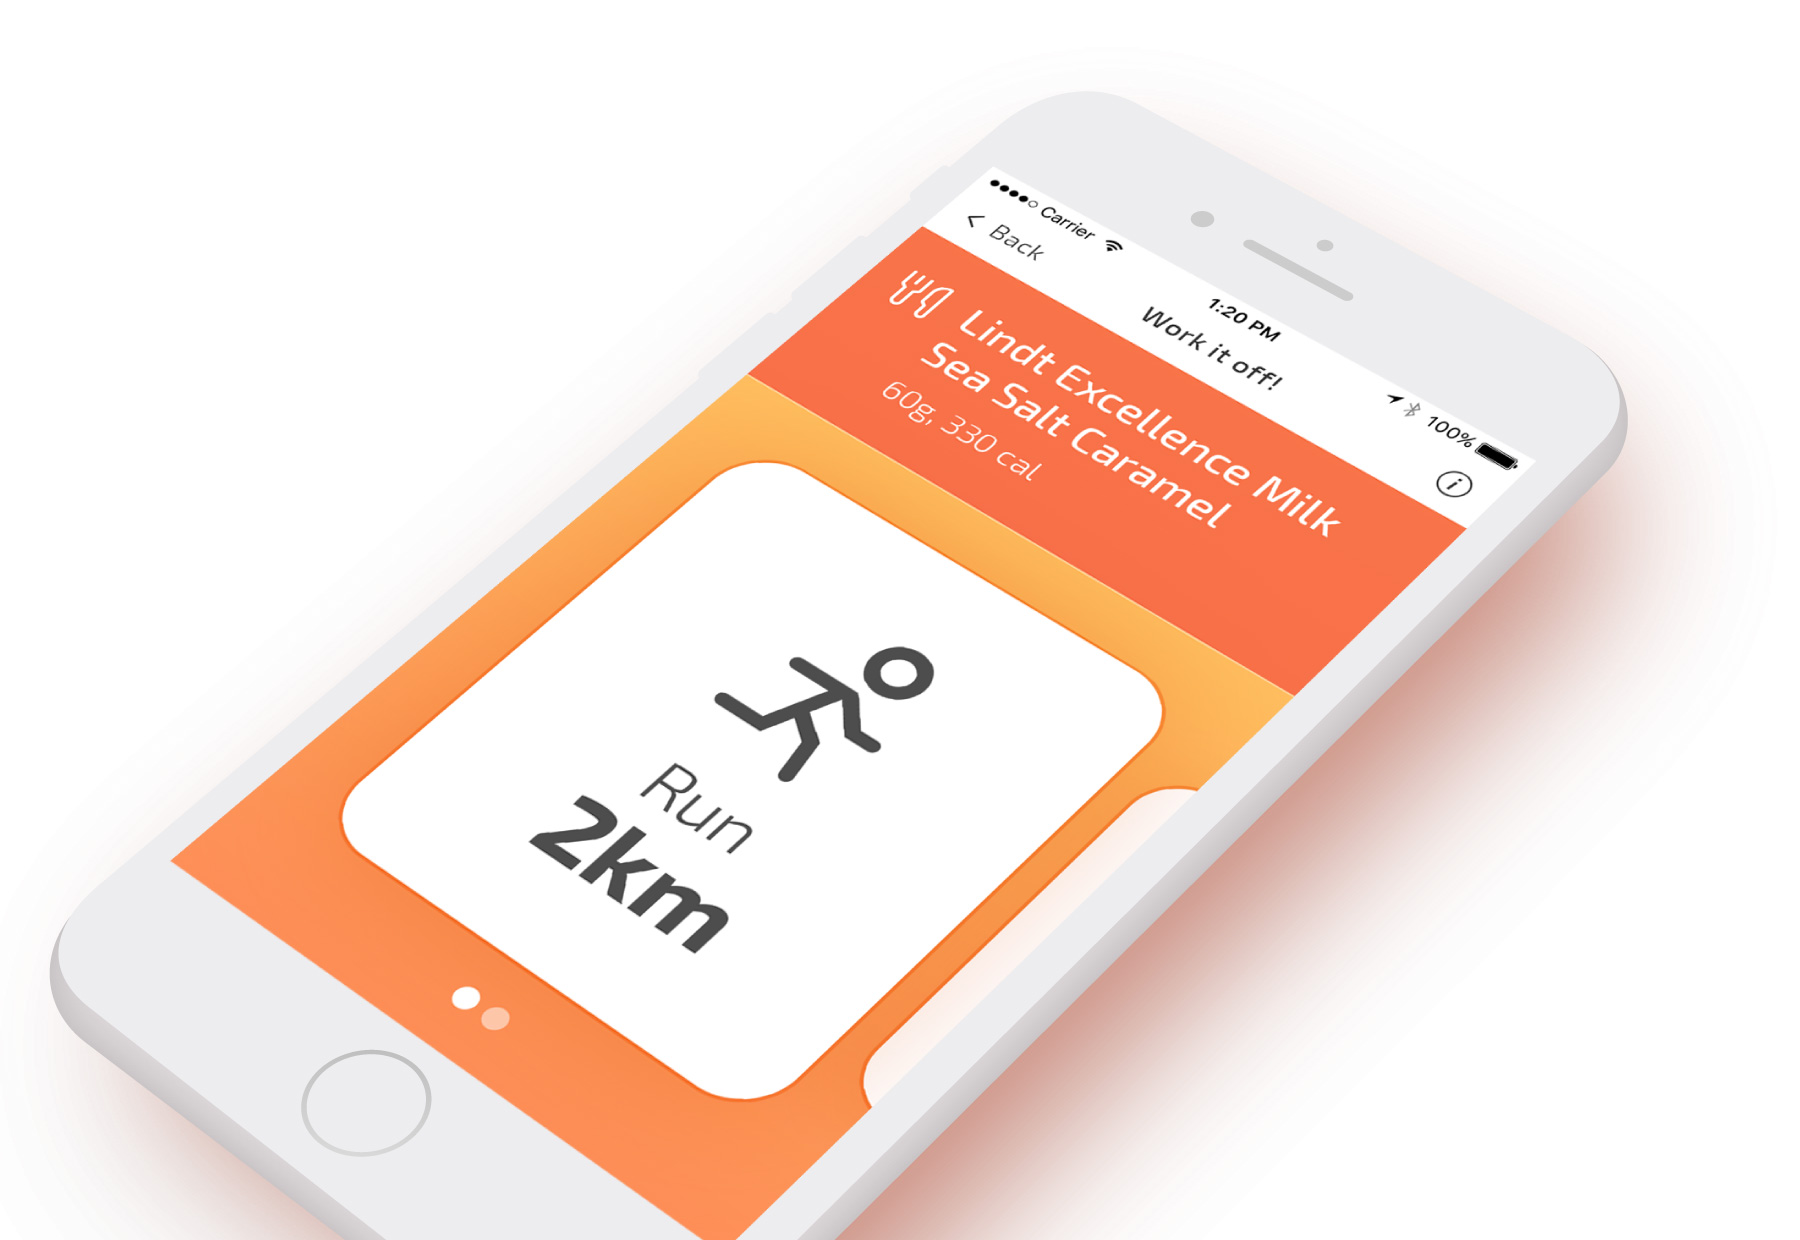 Carrier
1:20 PM
100%
< Back
Work it off!
i
Lindt Excellence Milk
Sea Salt Caramel
60g, 330 cal
Run
2km